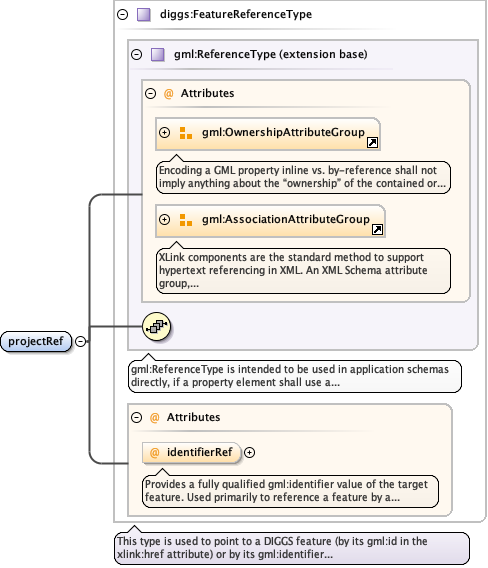 diggs:FeatureReferenceType
gml:ReferenceType (extension base)
@ Attributes
gml:OwnershipAttributeGroup
Encoding a GML property inline vs. by-reference shall not
imply anything about the “ownership” of the contained or...
gml:AssociationAttributeGroup
XLink components are the standard method to support
hypertext referencing in XML. An XML Schema attribute
group,...
projectRef
gml:ReferenceType is intended to be used in application schemas
directly, if a property element shall use a...
@ Attributes
@ identifierRef
Provides a fully qualified gml:identifier value of the target
feature. Used primarily to reference a feature by a...
This type is used to point to a DIGGS feature (by its gml:id in the
xlink:href attribute) or by its gml:identifier...